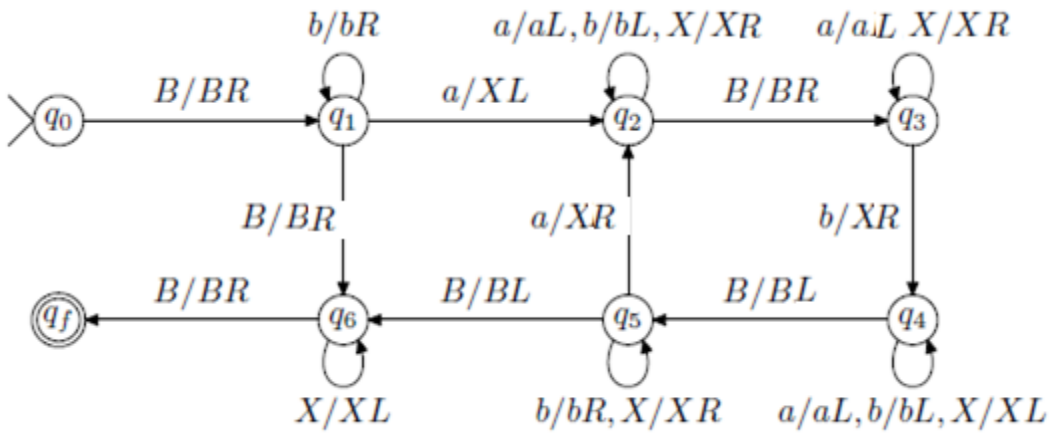 b/bR a/aL, b/bL, X/XR a/aL X/XR
B/BR a/XL B/BR
q0 q1 q2 q3
B/BR a/XR b/XR
B/BR B/BL B/BL
qf q6 q5 q4
X/XL b/bR, X/XR a/aL, b/bL, X/XL